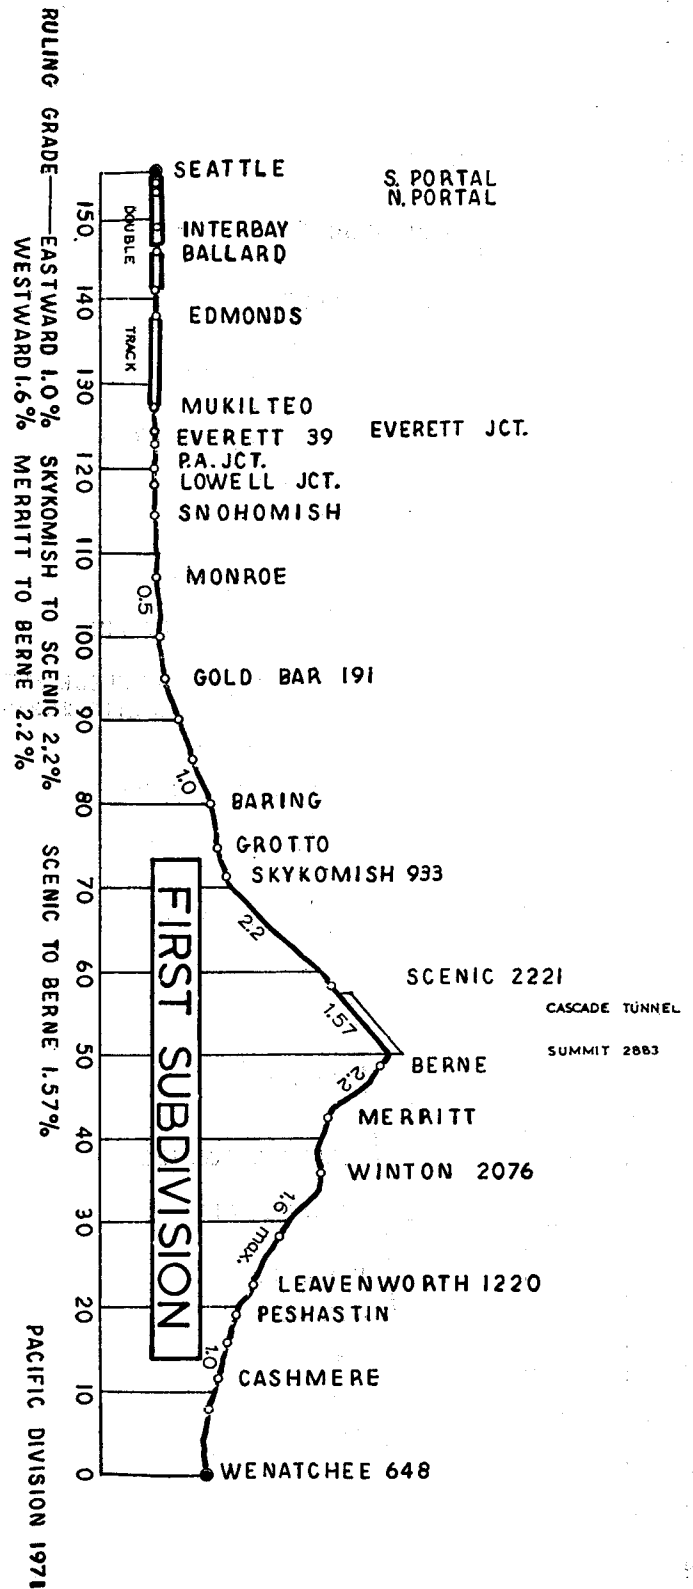 SEATTLE
S. PORTAL
N. PORTAL
INTERBAY
BALLARD
EDMONDS
MUKILTEO
EVERETT 39
EVERETT JCT.
P.A. JCT.
LOWELL JCT.
SNOHOMISH
MONROE
GOLD BAR 191
BARING
GROTTO
SKYKOMISH 933
SCENIC 2221
CASCADE TUNNEL
SUMMIT 2883
BERNE
MERRITT
WINTON 2076
LEAVENWORTH 1220
PESHASTIN
CASHMERE
WENATCHEE 648
DOUBLE TRACK
0.5
1.0
2.2
1.57
2.2
1.6 max.
1.0
FIRST SUBDIVISION
150 140 130 120 110 100 90 80 70 60 50 40 30 20 10 0
RULING GRADE—EASTWARD 1.0% SKYKOMISH TO SCENIC 2.2% SCENIC TO BERNE 1.57%
WESTWARD 1.6% MERRITT TO BERNE 2.2%
PACIFIC DIVISION 1971